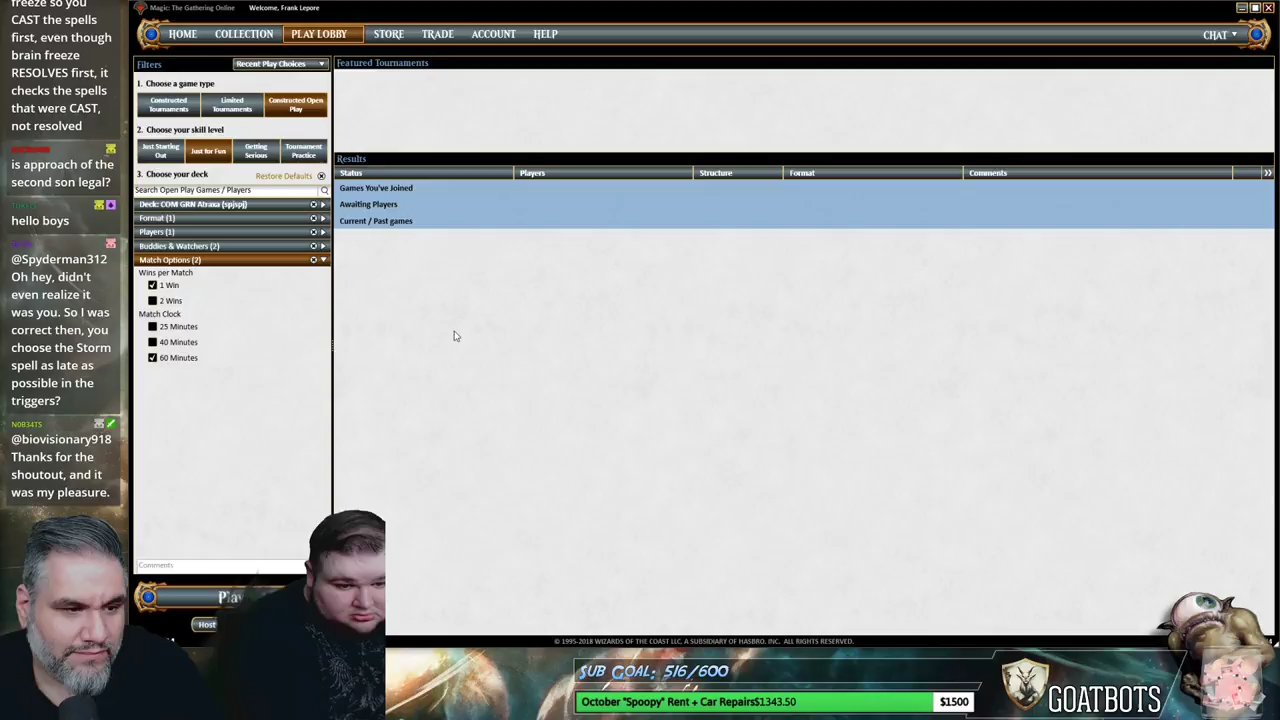 freeze so you
CAST the spells
first, even though
brain freeze
RESOLVES first, it
checks the spells
that were CAST,
not resolved
is approach of the
second son legal?
hello boys
@Spyderman312
Oh hey, didn't
even realize it
was you. So I was
correct then, you
choose the Storm
spell as late as
possible in the
triggers?
N0B34TS
@biovisionary918
Thanks for the
shoutout, and it
was my pleasure.
Magic: The Gathering Online Welcome, Frank Lepore
HOME COLLECTION PLAY LOBBY STORE TRADE ACCOUNT HELP CHAT
Filters Recent Play Choices
1. Choose a game type
Constructed Tournaments Limited Tournaments Constructed Open Play
2. Choose your skill level
Just Starting Out Just for Fun Getting Serious Tournament Practice
3. Choose your deck Restore Defaults
Search Open Play Games / Players
Deck: COM GRN Atraxa (spjspj)
Format (1)
Players (1)
Buddies & Watchers (2)
Match Options (2)
Wins per Match
1 Win
2 Wins
Match Clock
25 Minutes
40 Minutes
60 Minutes
Comments
Host
Featured Tournaments
Results
Status Players Structure Format Comments
Games You've Joined
Awaiting Players
Current / Past games
© 1995-2018 WIZARDS OF THE COAST LLC, A SUBSIDIARY OF HASBRO, INC. ALL RIGHTS RESERVED.
SUB GOAL: 516/600
October "Spoopy" Rent + Car Repairs $1343.50 $1500
GOATBOTS